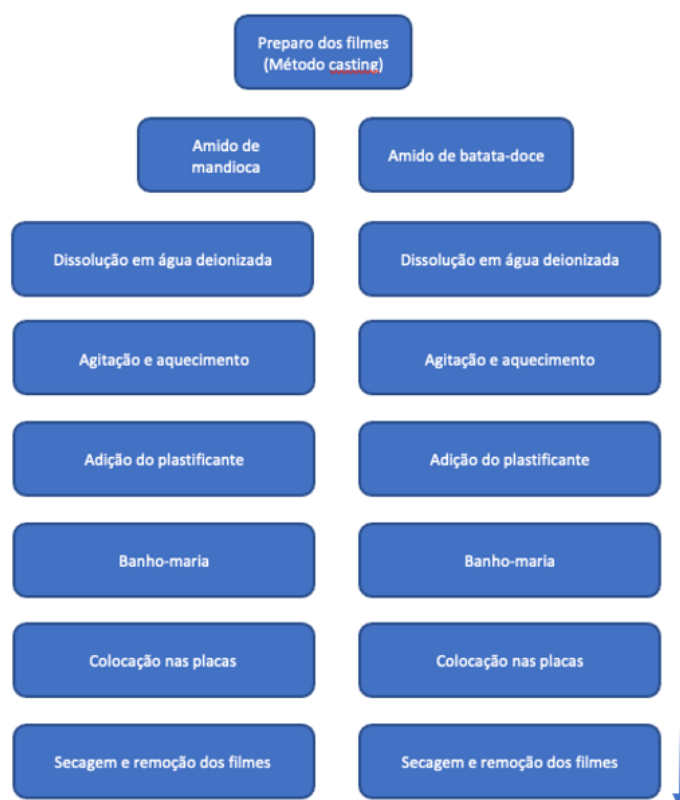 Preparo dos filmes
(Método casting)
Amido de
mandioca
Amido de batata-doce
Dissolução em água deionizada
Dissolução em água deionizada
Agitação e aquecimento
Agitação e aquecimento
Adição do plastificante
Adição do plastificante
Banho-maria
Banho-maria
Colocação nas placas
Colocação nas placas
Secagem e remoção dos filmes
Secagem e remoção dos filmes